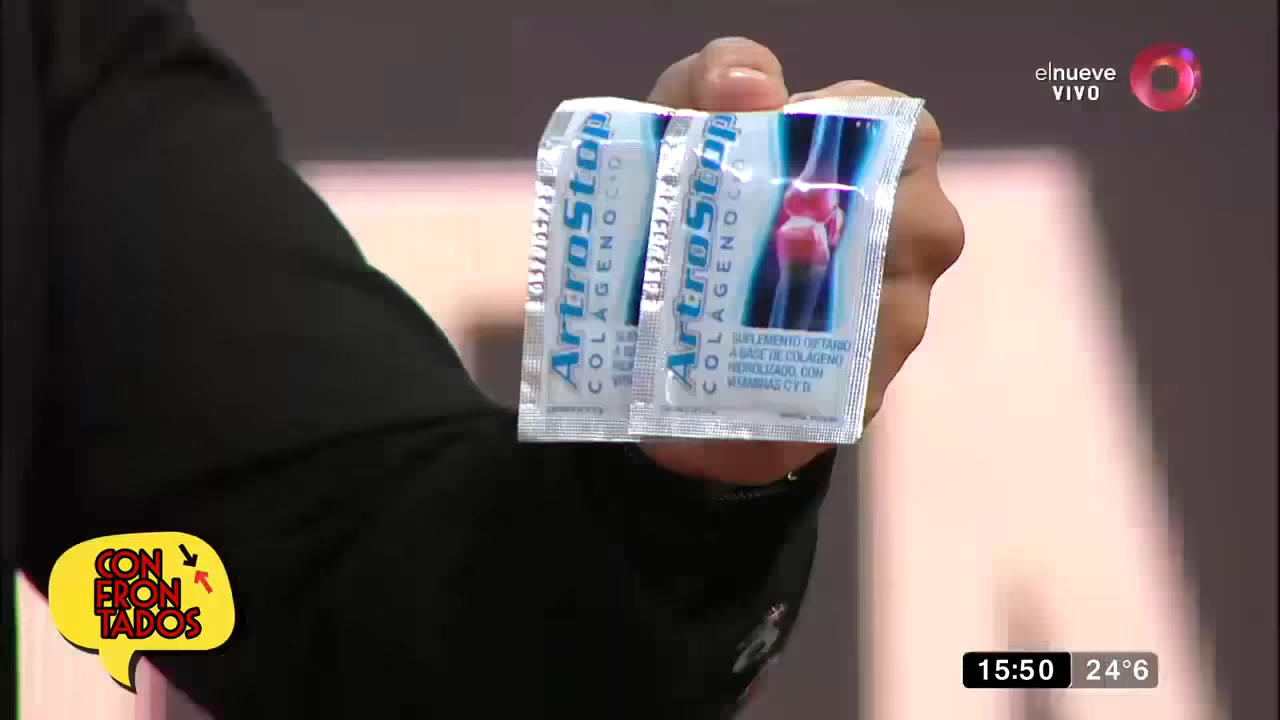 elnueve
VIVO
ArtroStop
COLÁGENO C+D
ArtroStop
COLÁGENO
SUPLEMENTO DIETARIO
A BASE DE COLÁGENO
HIDROLIZADO, CON
VITAMINAS C Y D.
CON
FRON
TADOS
15:50 24°6